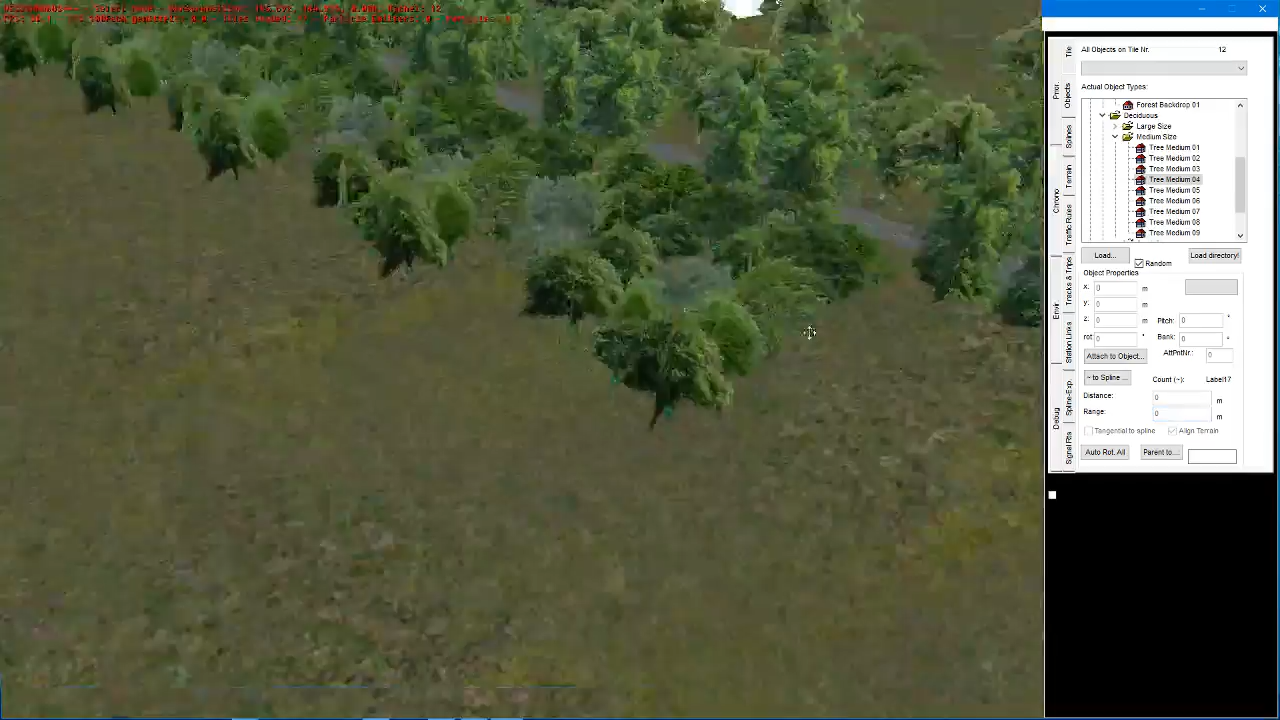 All Objects on Tile Nr. 12
Actual Object Types:
Forest Backdrop 01
Deciduous
Large Size
Medium Size
Tree Medium 01
Tree Medium 02
Tree Medium 03
Tree Medium 04
Tree Medium 05
Tree Medium 06
Tree Medium 07
Tree Medium 08
Tree Medium 09
Load... Random Load directory!
Object Properties
x: 0 m
y: 0 m
z: 0 m Pitch: 0 °
rot 0 ° Bank: 0 °
Attach to Object... AttPntNr.: 0
~ to Spline ... Count (~): Label17
Distance: 0 m
Range: 0 m
Tangential to spline Align Terrain
Auto Rot. All Parent to...
Tile
Objects
Splines
Terrain
Traffic Rules
Tracks & Trips
Station Links
Spline-Exp.
Signal Rts
Chrono
Envir.
Debug